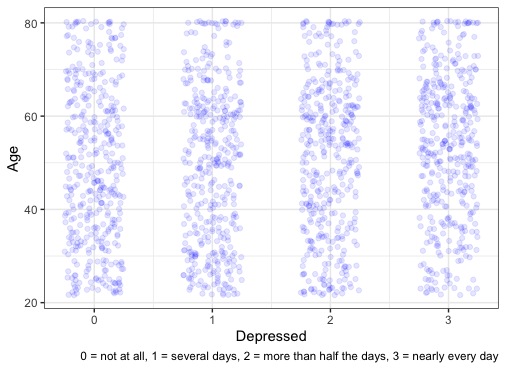 80
60
40
20
Age
0 1 2 3
Depressed
0 = not at all, 1 = several days, 2 = more than half the days, 3 = nearly every day